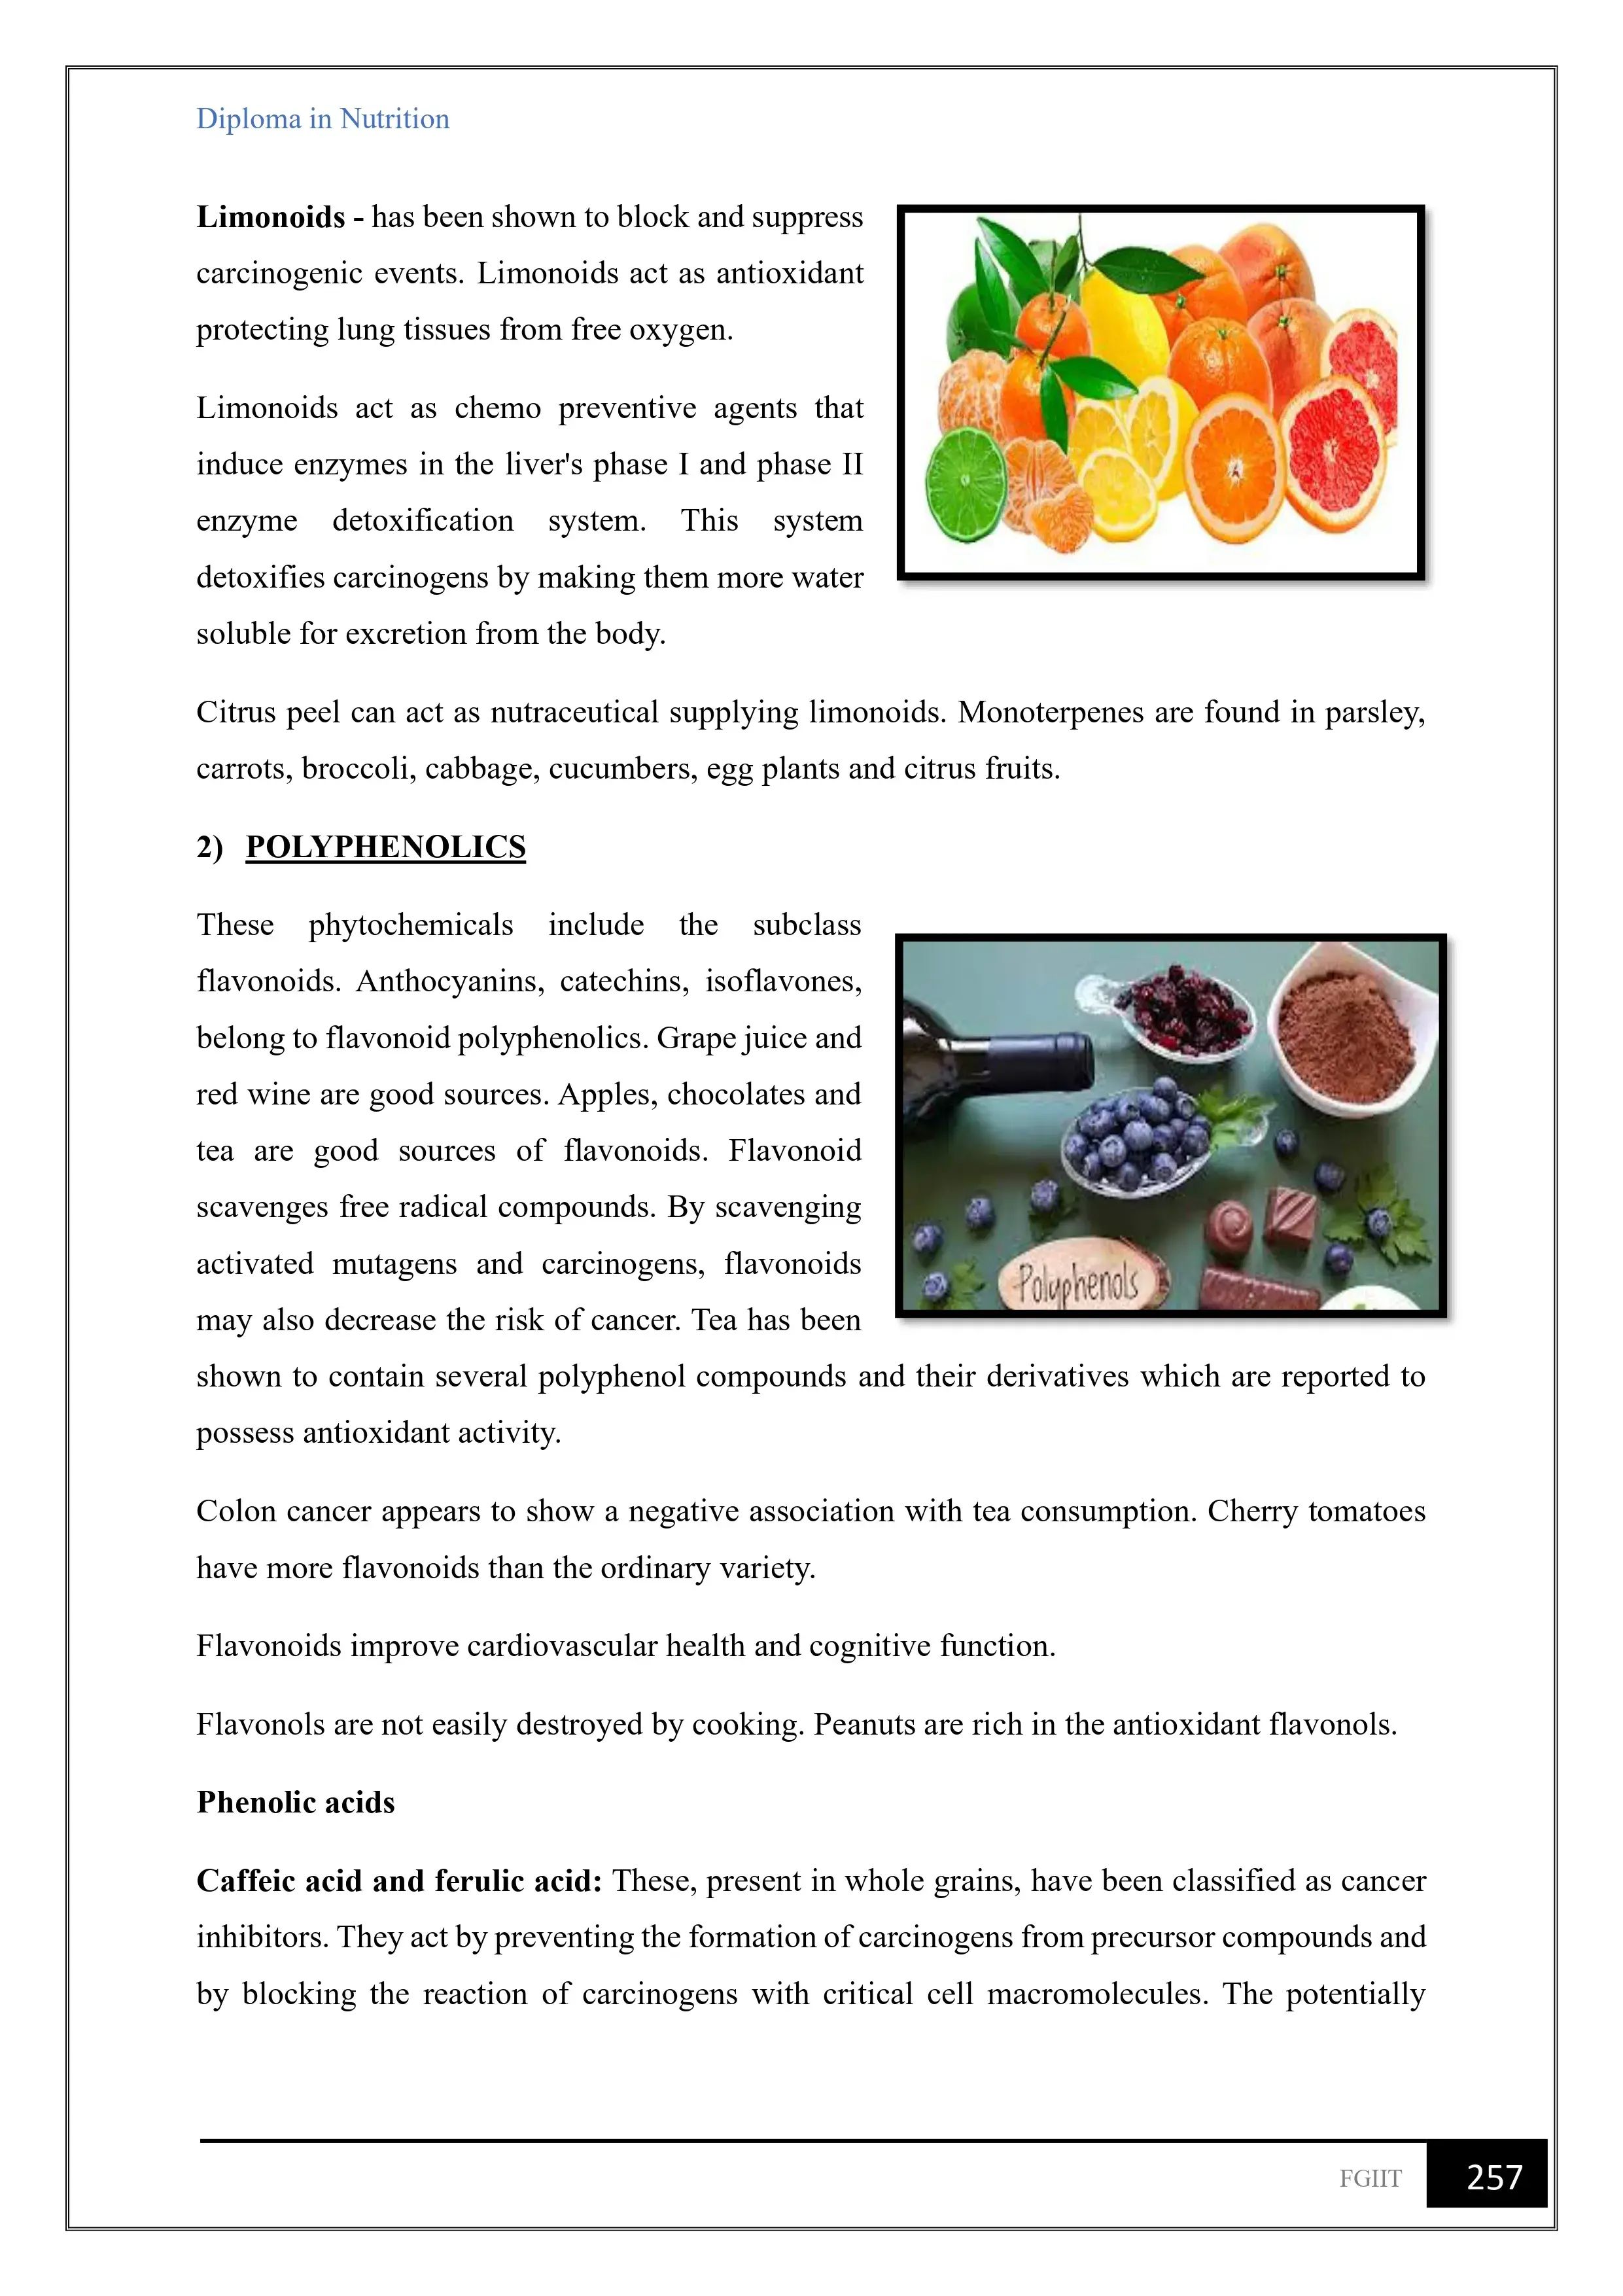 Diploma in Nutrition
Limonoids - has been shown to block and suppress
carcinogenic events. Limonoids act as antioxidant
protecting lung tissues from free oxygen.
Limonoids act as chemo preventive agents that
induce enzymes in the liver's phase I and phase II
enzyme detoxification system. This system
detoxifies carcinogens by making them more water
soluble for excretion from the body.
Citrus peel can act as nutraceutical supplying limonoids. Monoterpenes are found in parsley,
carrots, broccoli, cabbage, cucumbers, egg plants and citrus fruits.
2) POLYPHENOLICS
These phytochemicals include the subclass
flavonoids. Anthocyanins, catechins, isoflavones,
belong to flavonoid polyphenolics. Grape juice and
red wine are good sources. Apples, chocolates and
tea are good sources of flavonoids. Flavonoid
scavenges free radical compounds. By scavenging
activated mutagens and carcinogens, flavonoids
may also decrease the risk of cancer. Tea has been
shown to contain several polyphenol compounds and their derivatives which are reported to
possess antioxidant activity.
Polyphenols
Colon cancer appears to show a negative association with tea consumption. Cherry tomatoes
have more flavonoids than the ordinary variety.
Flavonoids improve cardiovascular health and cognitive function.
Flavonols are not easily destroyed by cooking. Peanuts are rich in the antioxidant flavonols.
Phenolic acids
Caffeic acid and ferulic acid: These, present in whole grains, have been classified as cancer
inhibitors. They act by preventing the formation of carcinogens from precursor compounds and
by blocking the reaction of carcinogens with critical cell macromolecules. The potentially
FGIIT 257